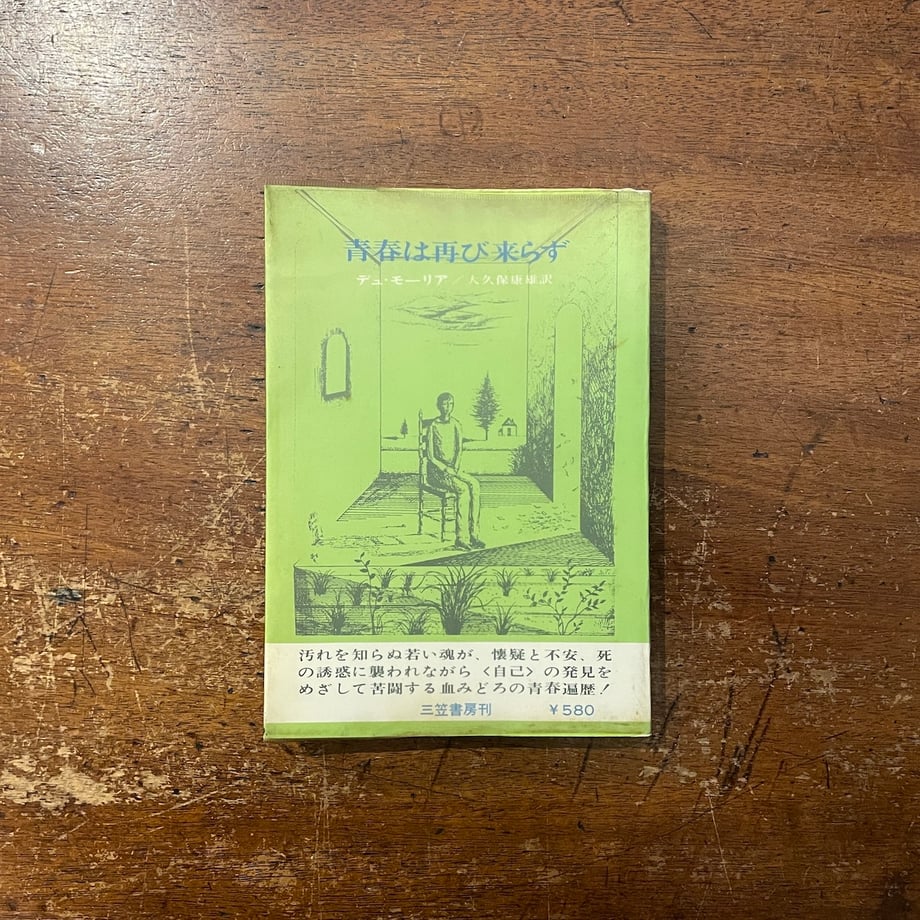 青春は再び来らず
デュ・モーリア／大久保康雄訳
汚れを知らぬ若い魂が、懐疑と不安、死
の誘惑に襲われながら〈自己〉の発見を
めざして苦闘する血みどろの青春遍歴！
三笠書房刊 ￥580